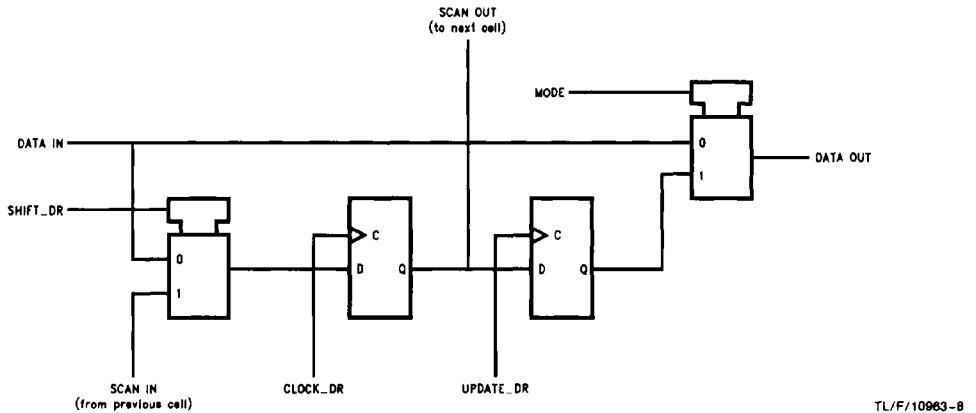 SCAN OUT
(to next cell)
MODE
DATA IN
0
DATA OUT
1
SHIFT_DR
C
C
0
D
Q
D
Q
1
SCAN IN
(from previous cell)
CLOCK_DR
UPDATE_DR
TL/F/10963-8